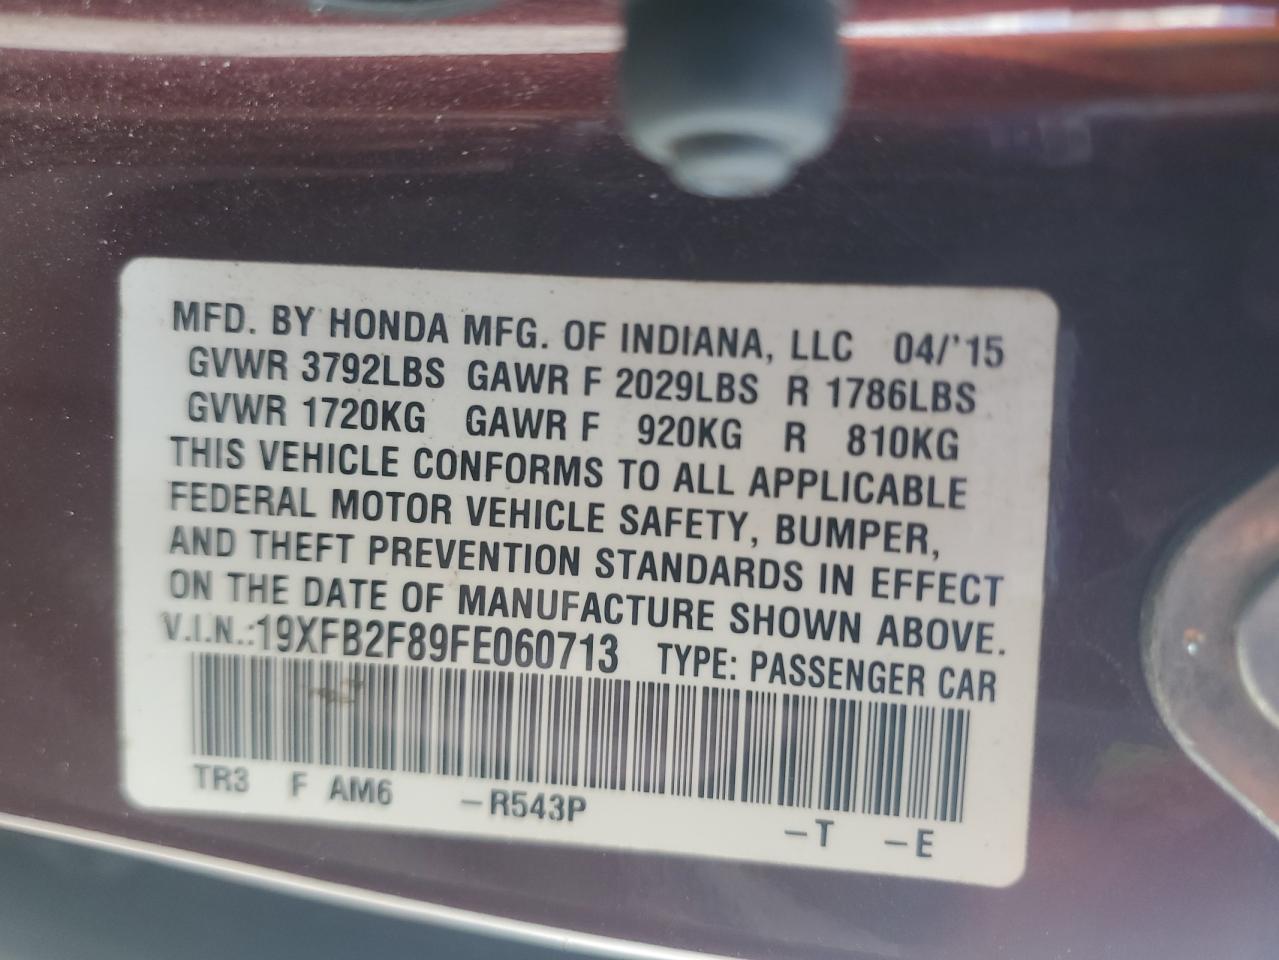 MFD. BY HONDA MFG. OF INDIANA, LLC 04/'15
GVWR 3792LBS GAWR F 2029LBS R 1786LBS
GVWR 1720KG GAWR F 920KG R 810KG
THIS VEHICLE CONFORMS TO ALL APPLICABLE
FEDERAL MOTOR VEHICLE SAFETY, BUMPER,
AND THEFT PREVENTION STANDARDS IN EFFECT
ON THE DATE OF MANUFACTURE SHOWN ABOVE.
V.I.N.:19XFB2F89FE060713 TYPE: PASSENGER CAR
TR3 F AM6 –R543P –T –E